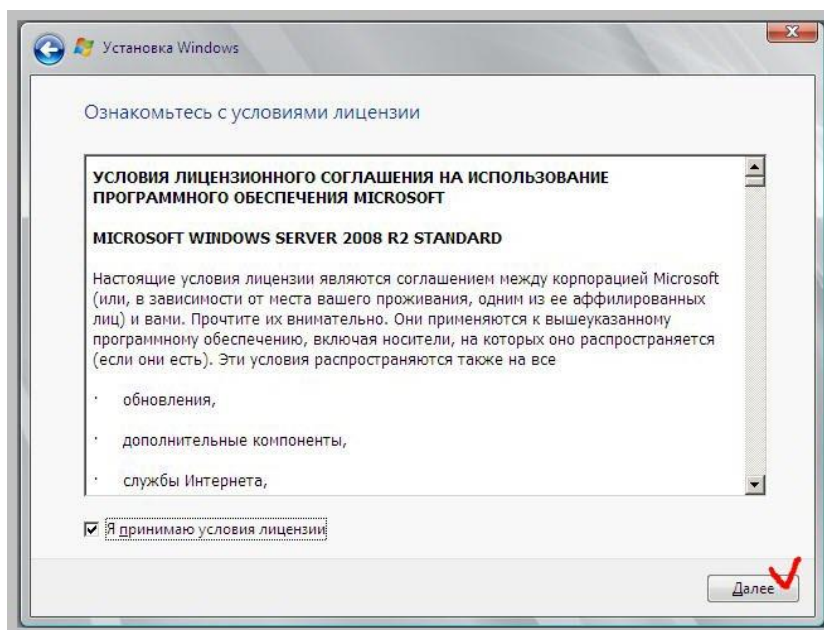 Установка Windows
Ознакомьтесь с условиями лицензии
УСЛОВИЯ ЛИЦЕНЗИОННОГО СОГЛАШЕНИЯ НА ИСПОЛЬЗОВАНИЕ
ПРОГРАММНОГО ОБЕСПЕЧЕНИЯ MICROSOFT
MICROSOFT WINDOWS SERVER 2008 R2 STANDARD
Настоящие условия лицензии являются соглашением между корпорацией Microsoft
(или, в зависимости от места вашего проживания, одним из ее аффилированных
лиц) и вами. Прочтите их внимательно. Они применяются к вышеуказанному
программному обеспечению, включая носители, на которых оно распространяется
(если они есть). Эти условия распространяются также на все
· обновления,
· дополнительные компоненты,
· службы Интернета,
Я принимаю условия лицензии
Далее